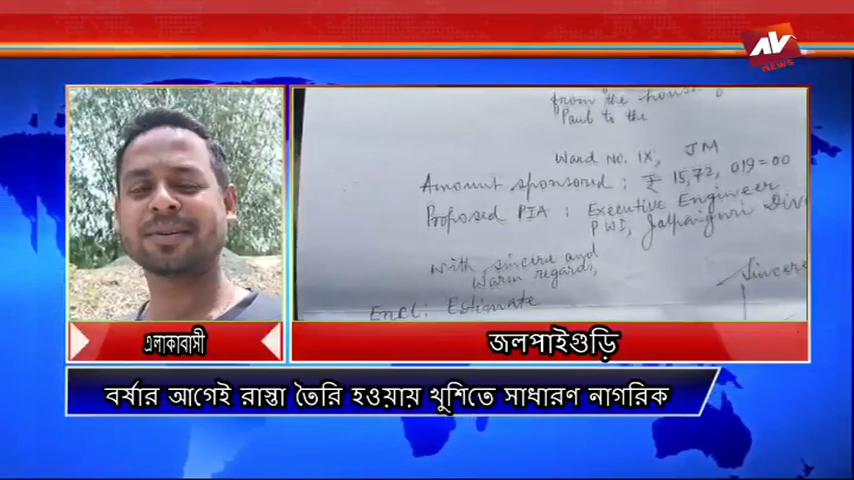 AV
NEWS
from the house
Paul to the
Ward No. IX, JM
Amount sponsored : ₹ 15,72,019=00
Proposed PIA : Executive Engineer
PWD, Jalpaiguri Div
With sincere and
Warm regards,
Sincere
Encl: Estimate
এলাকাবাসী
জলপাইগুড়ি
বর্ষার আগেই রাস্তা তৈরি হওয়ায় খুশিতে সাধারণ নাগরিক